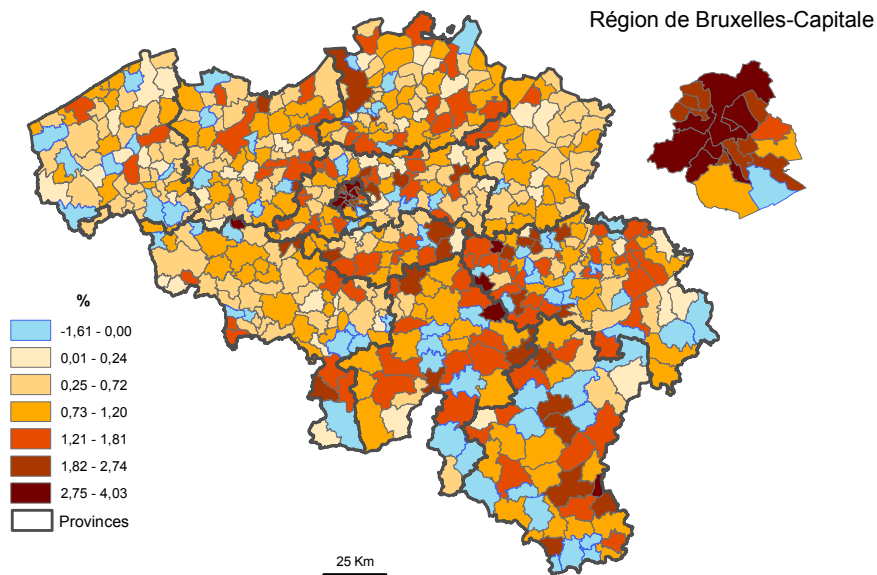 Région de Bruxelles-Capitale
%
-1,61 - 0,00
0,01 - 0,24
0,25 - 0,72
0,73 - 1,20
1,21 - 1,81
1,82 - 2,74
2,75 - 4,03
Provinces
25 Km